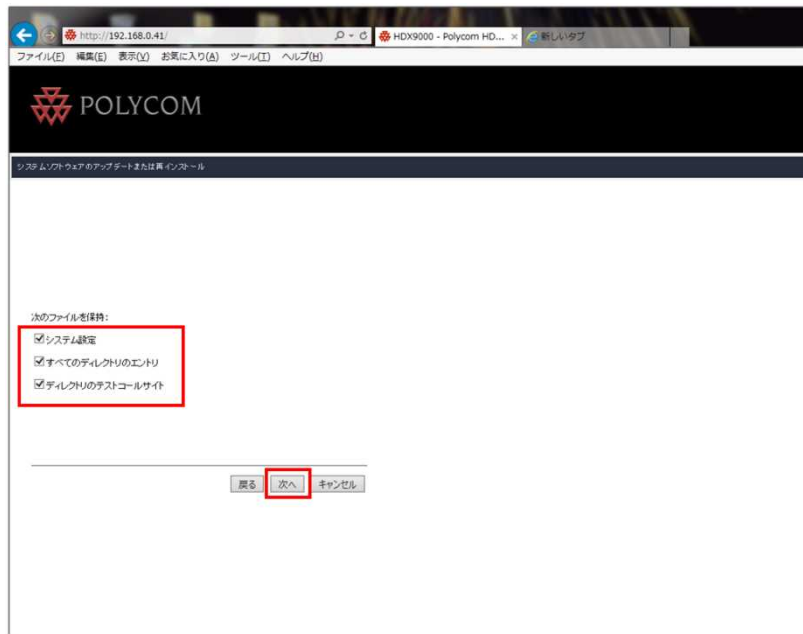 http://192.168.0.41/
HDX9000 - Polycom HD...
新しいタブ
ファイル(F) 編集(E) 表示(V) お気に入り(A) ツール(T) ヘルプ(H)
POLYCOM
システムソフトウェアのアップデートまたは再インストール
次のファイルを保持:
システム設定
すべてのディレクトリのエントリ
ディレクトリのテストコールサイト
戻る 次へ キャンセル